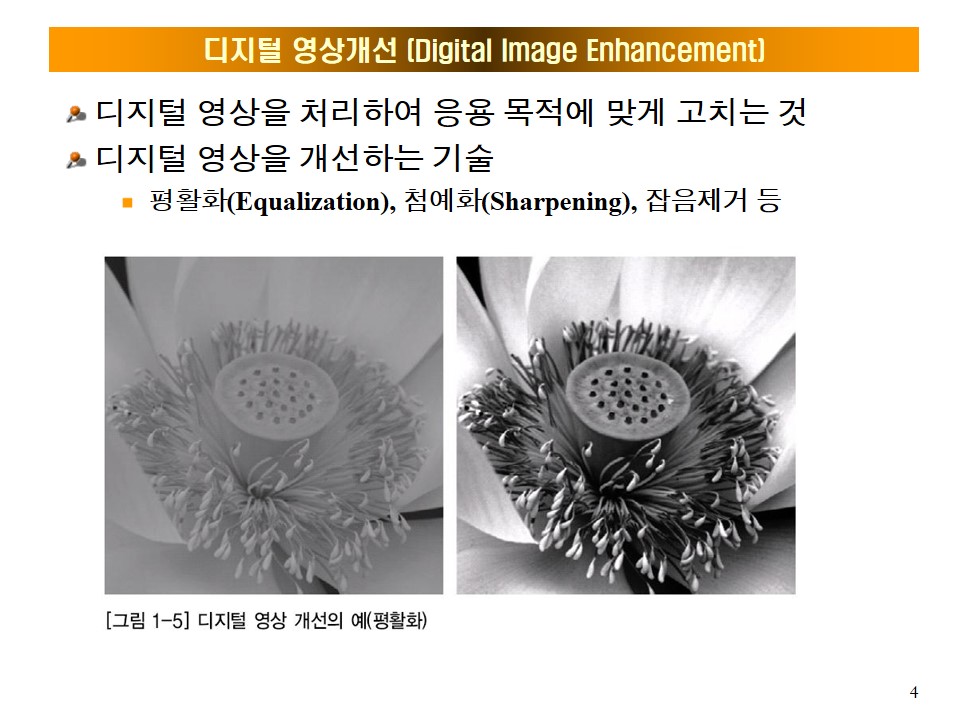 디지털 영상개선 (Digital Image Enhancement)
디지털 영상을 처리하여 응용 목적에 맞게 고치는 것
디지털 영상을 개선하는 기술
평활화(Equalization), 첨예화(Sharpening), 잡음제거 등
[그림 1-5] 디지털 영상 개선의 예(평활화)
4